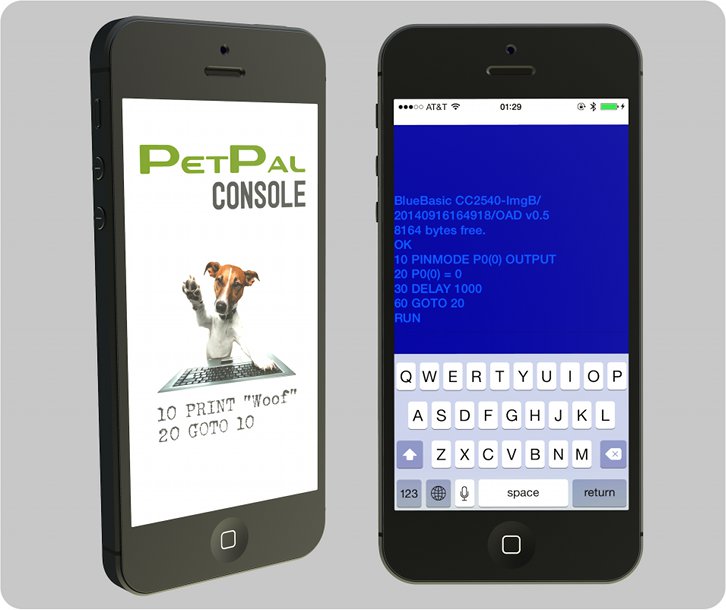 PETPAL
CONSOLE
10 PRINT "Woof"
20 GOTO 10
AT&T 01:29
BlueBasic CC2540-ImgB/
20140916164918/OAD v0.5
8164 bytes free.
OK
10 PINMODE P0(0) OUTPUT
20 P0(0) = 0
30 DELAY 1000
60 GOTO 20
RUN
Q W E R T Y U I O P
A S D F G H J K L
Z X C V B N M
123 space return